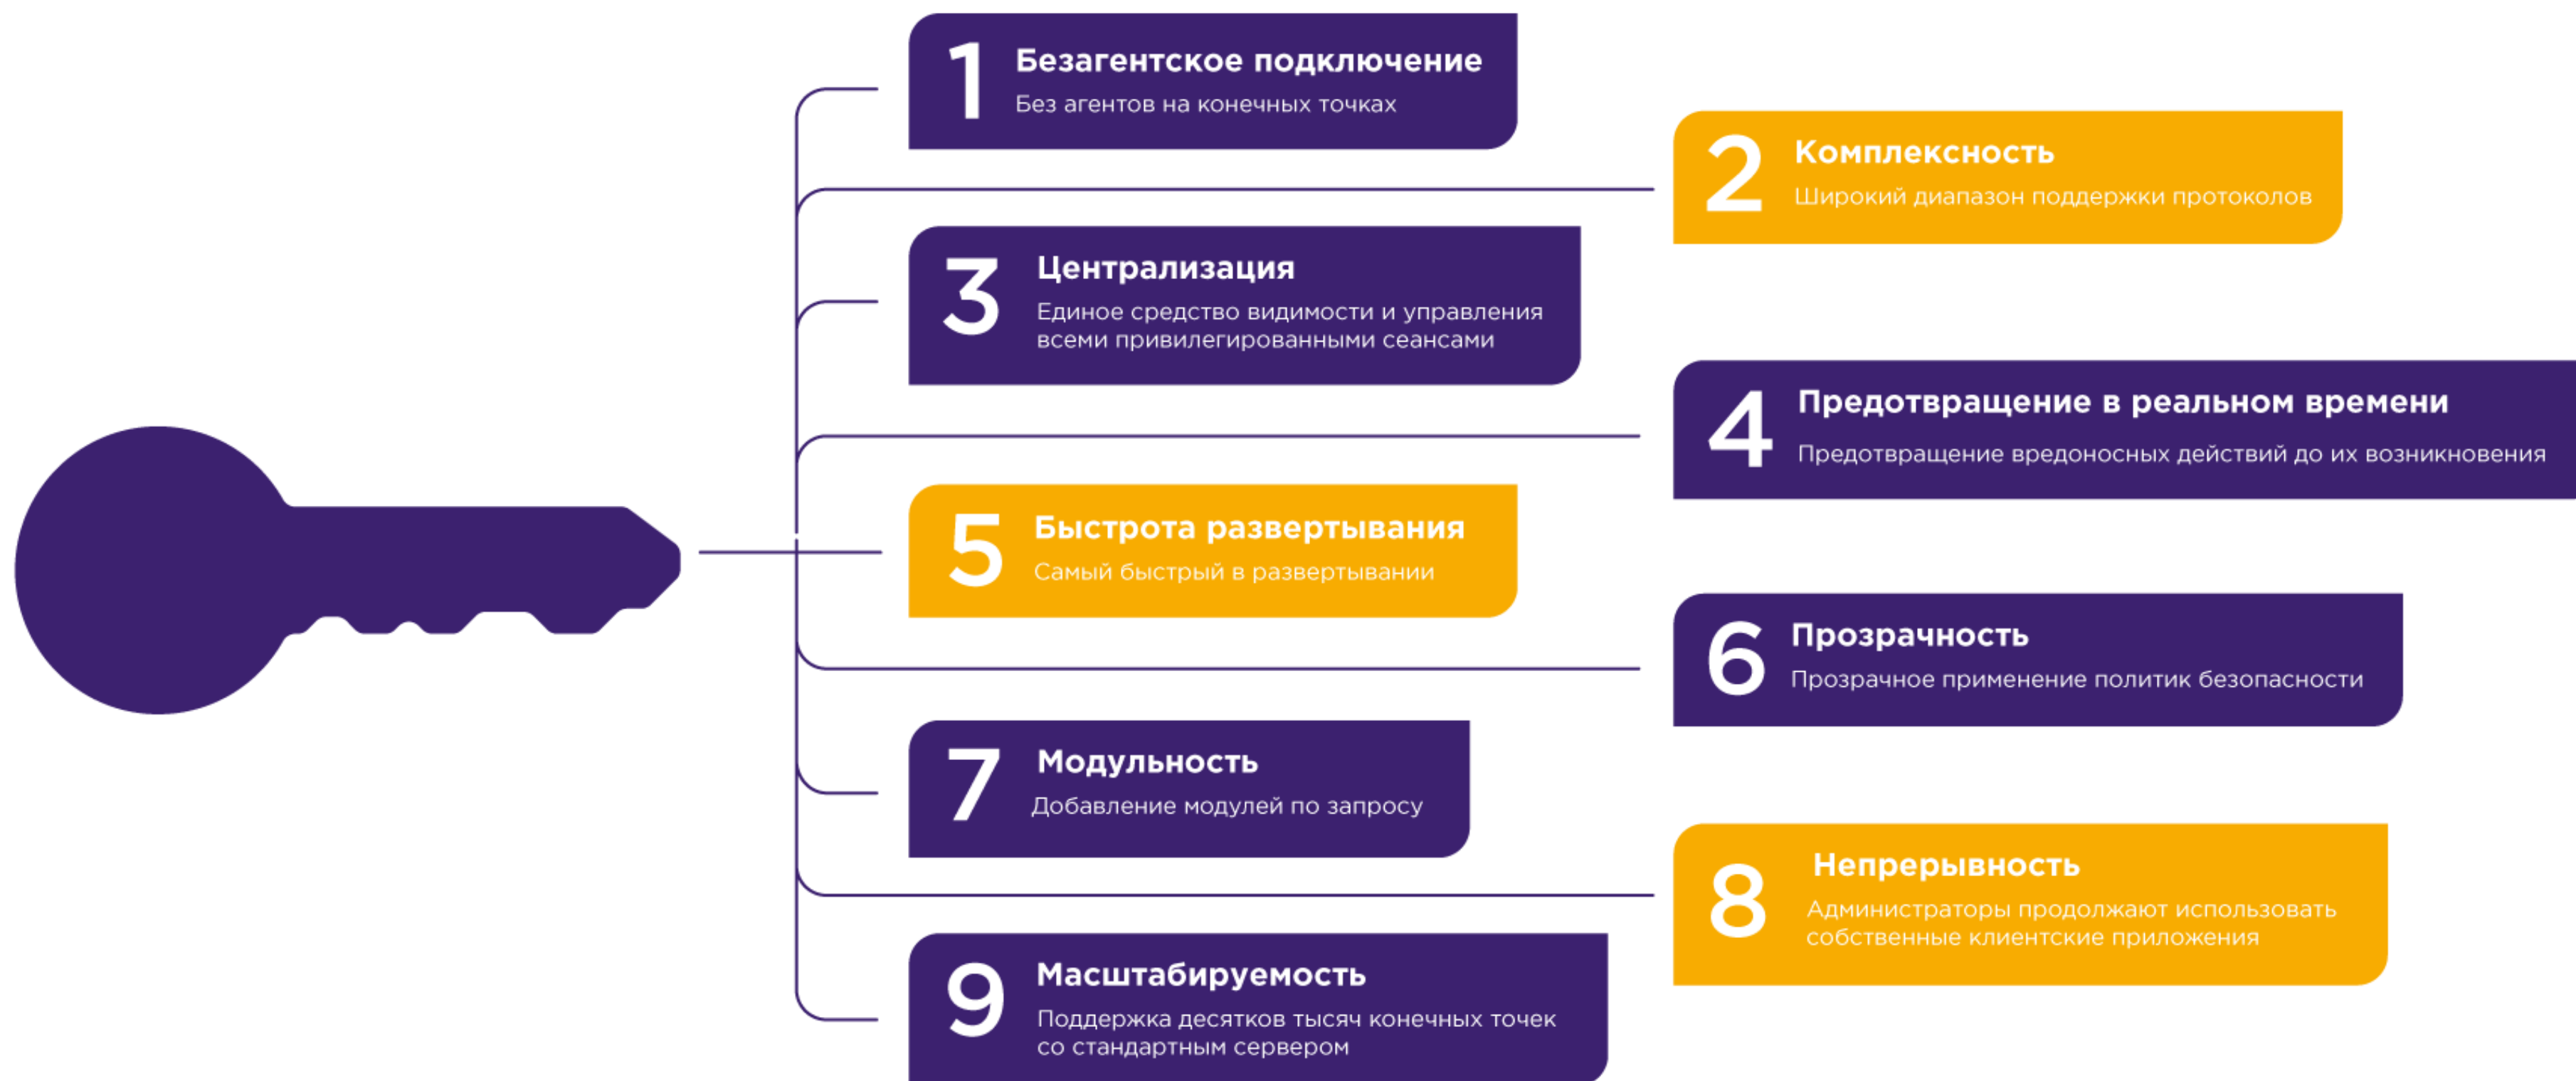 1
Безагентское подключение
Без агентов на конечных точках
2
Комплексность
Широкий диапазон поддержки протоколов
3
Централизация
Единое средство видимости и управления
всеми привилегированными сеансами
4
Предотвращение в реальном времени
Предотвращение вредоносных действий до их возникновения
5
Быстрота развертывания
Самый быстрый в развертывании
6
Прозрачность
Прозрачное применение политик безопасности
7
Модульность
Добавление модулей по запросу
8
Непрерывность
Администраторы продолжают использовать
собственные клиентские приложения
9
Масштабируемость
Поддержка десятков тысяч конечных точек
со стандартным сервером